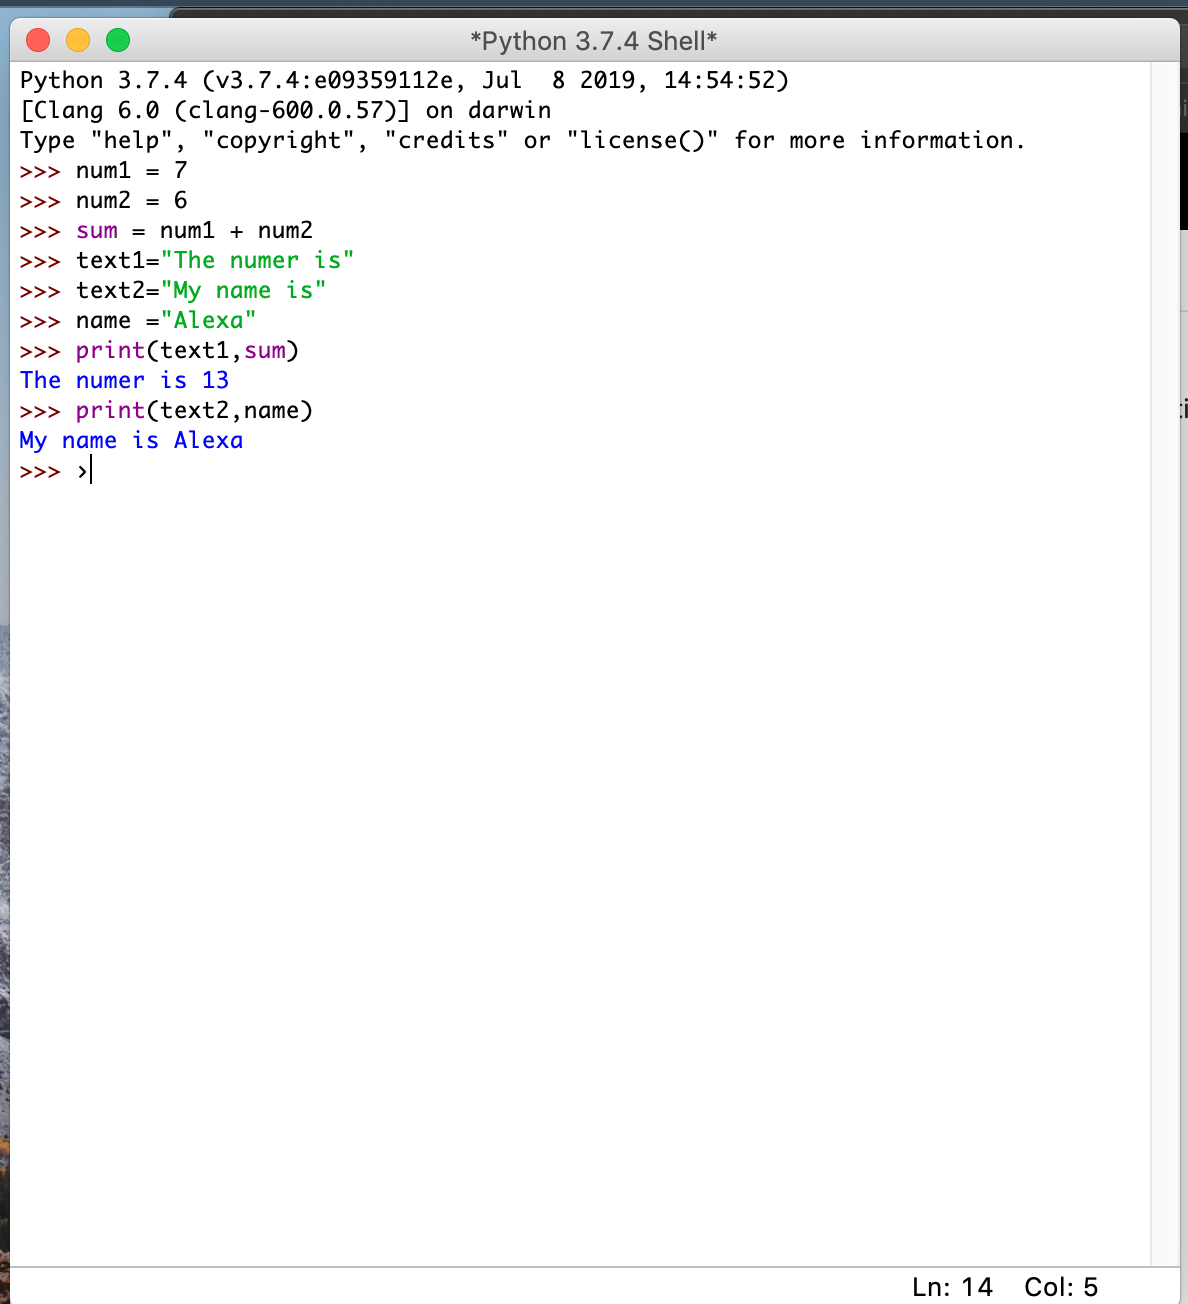 *Python 3.7.4 Shell*
Python 3.7.4 (v3.7.4:e09359112e, Jul  8 2019, 14:54:52)
[Clang 6.0 (clang-600.0.57)] on darwin
Type "help", "copyright", "credits" or "license()" for more information.
>>> num1 = 7
>>> num2 = 6
>>> sum = num1 + num2
>>> text1="The numer is"
>>> text2="My name is"
>>> name ="Alexa"
>>> print(text1,sum)
The numer is 13
>>> print(text2,name)
My name is Alexa
>>> ›
Ln: 14  Col: 5